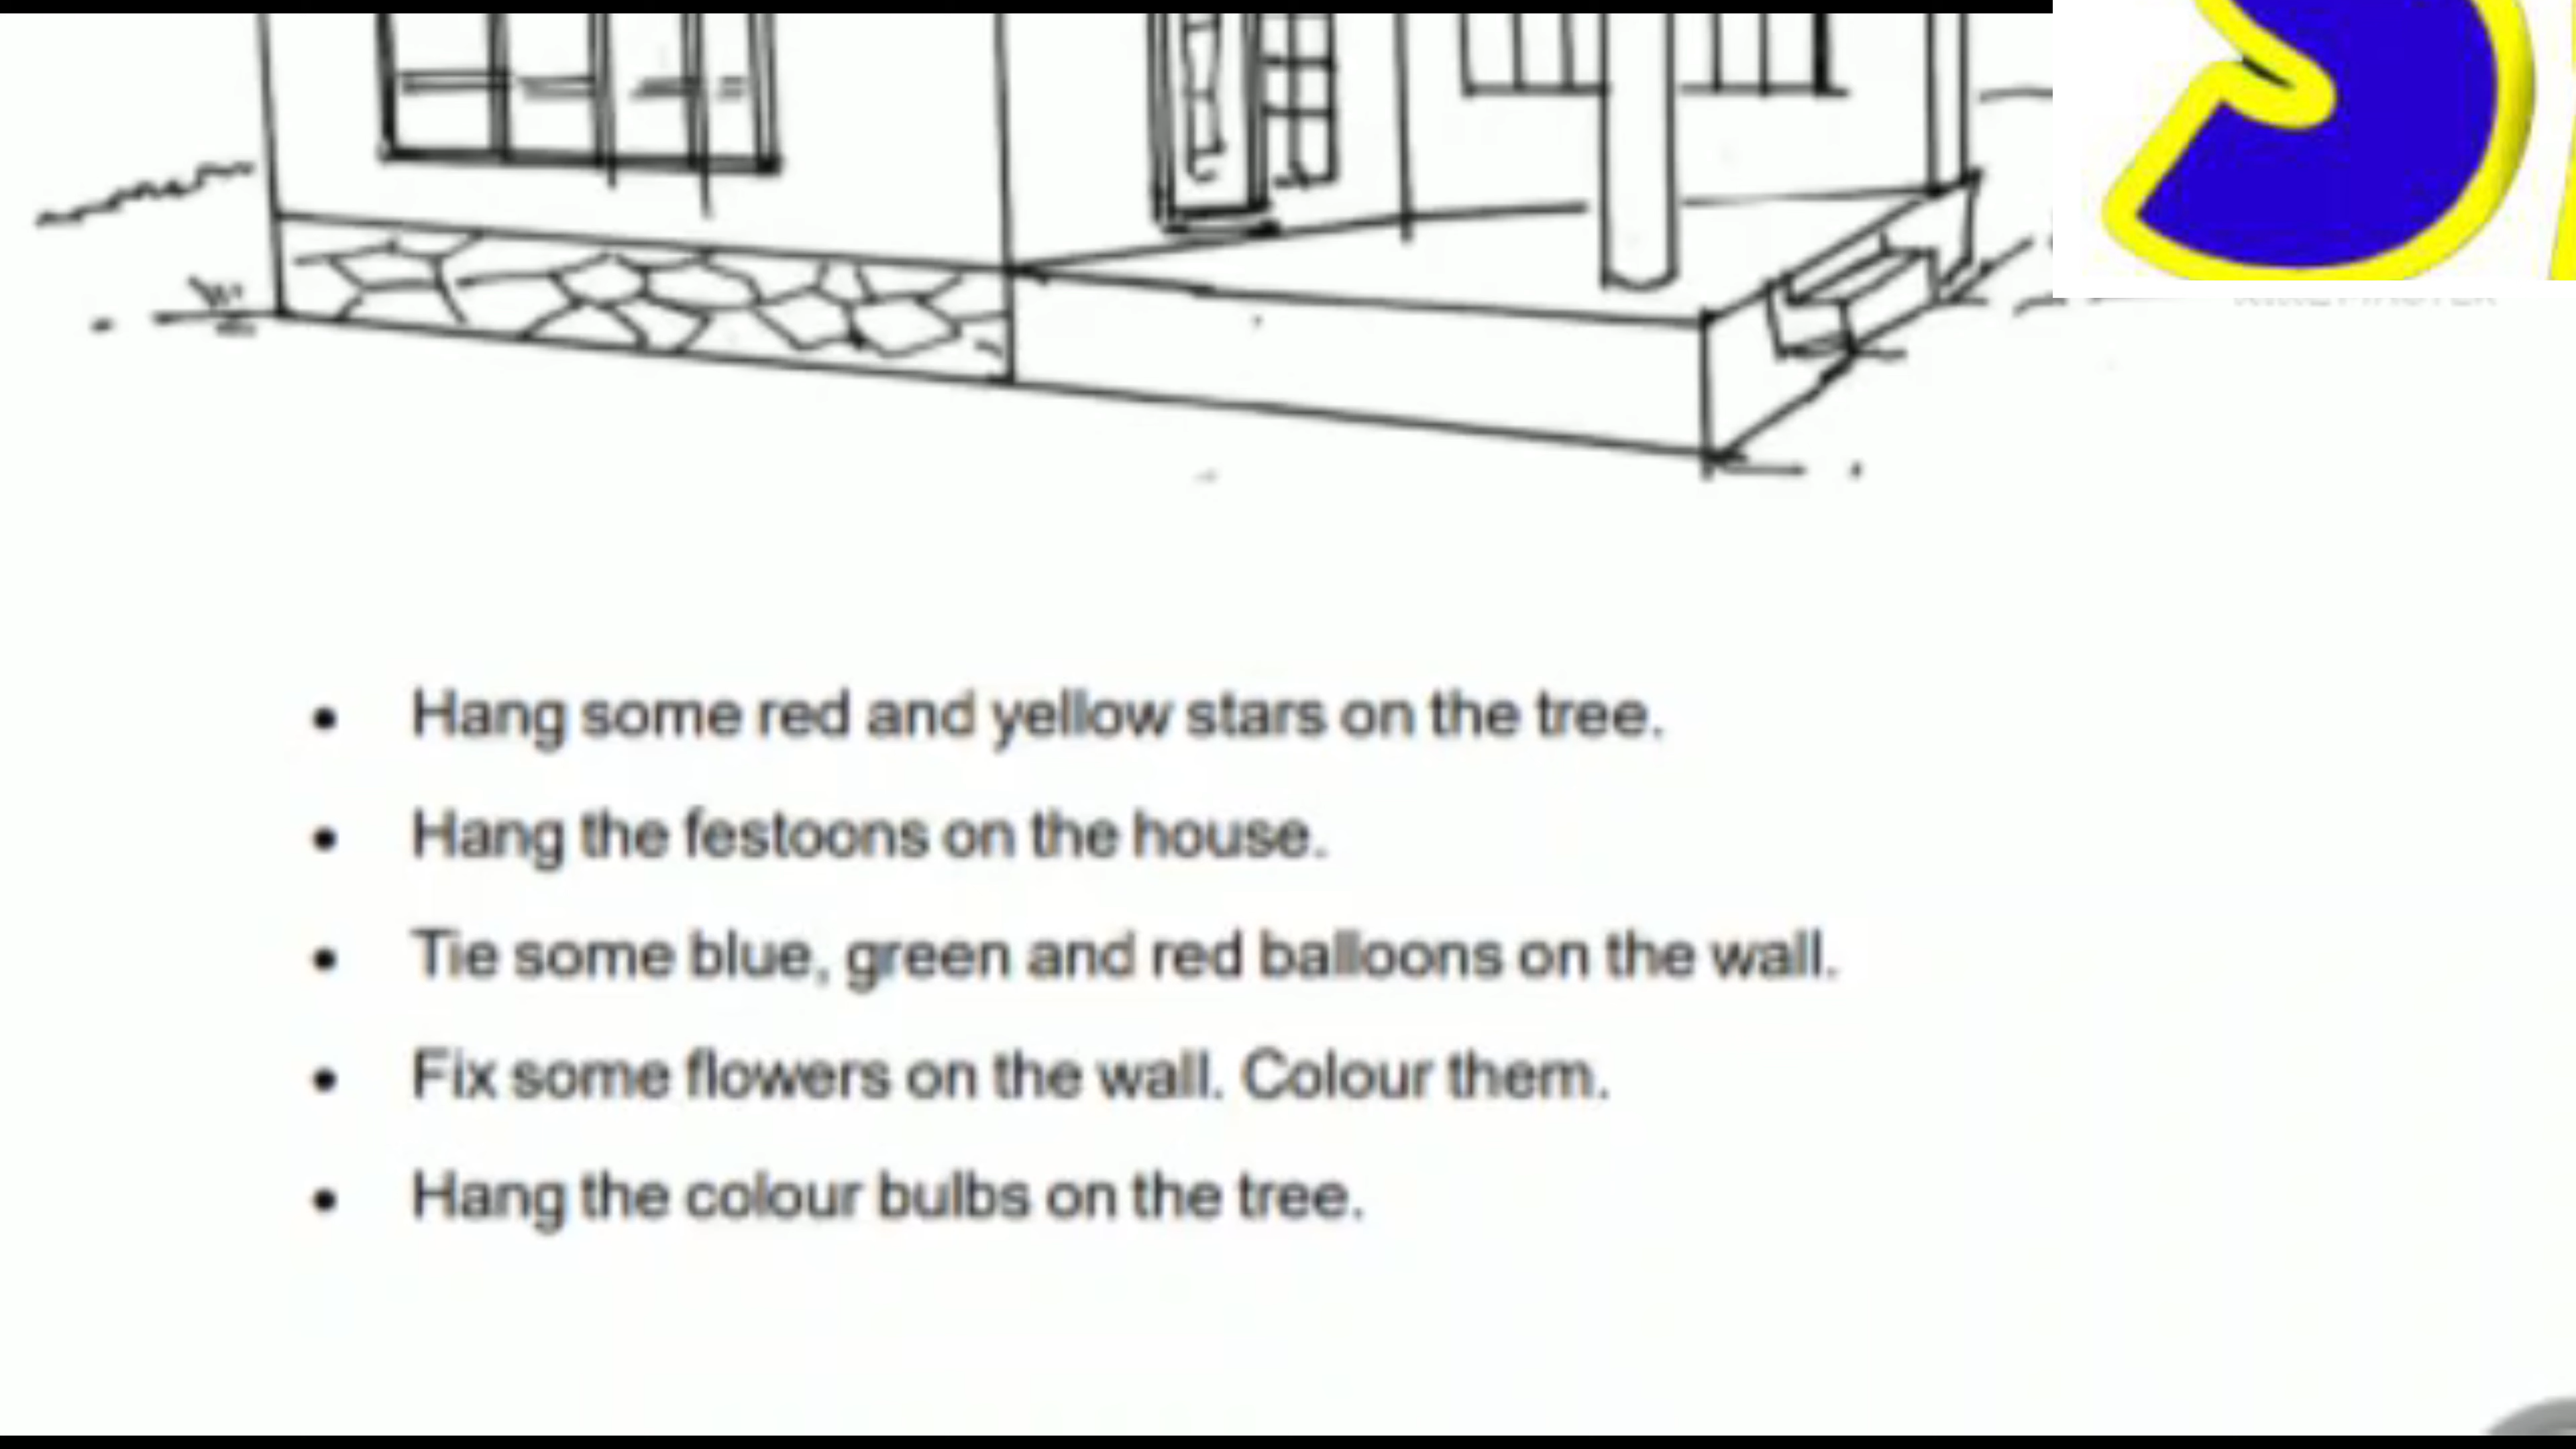 • Hang some red and yellow stars on the tree.
• Hang the festoons on the house.
• Tie some blue, green and red balloons on the wall.
• Fix some flowers on the wall. Colour them.
• Hang the colour bulbs on the tree.